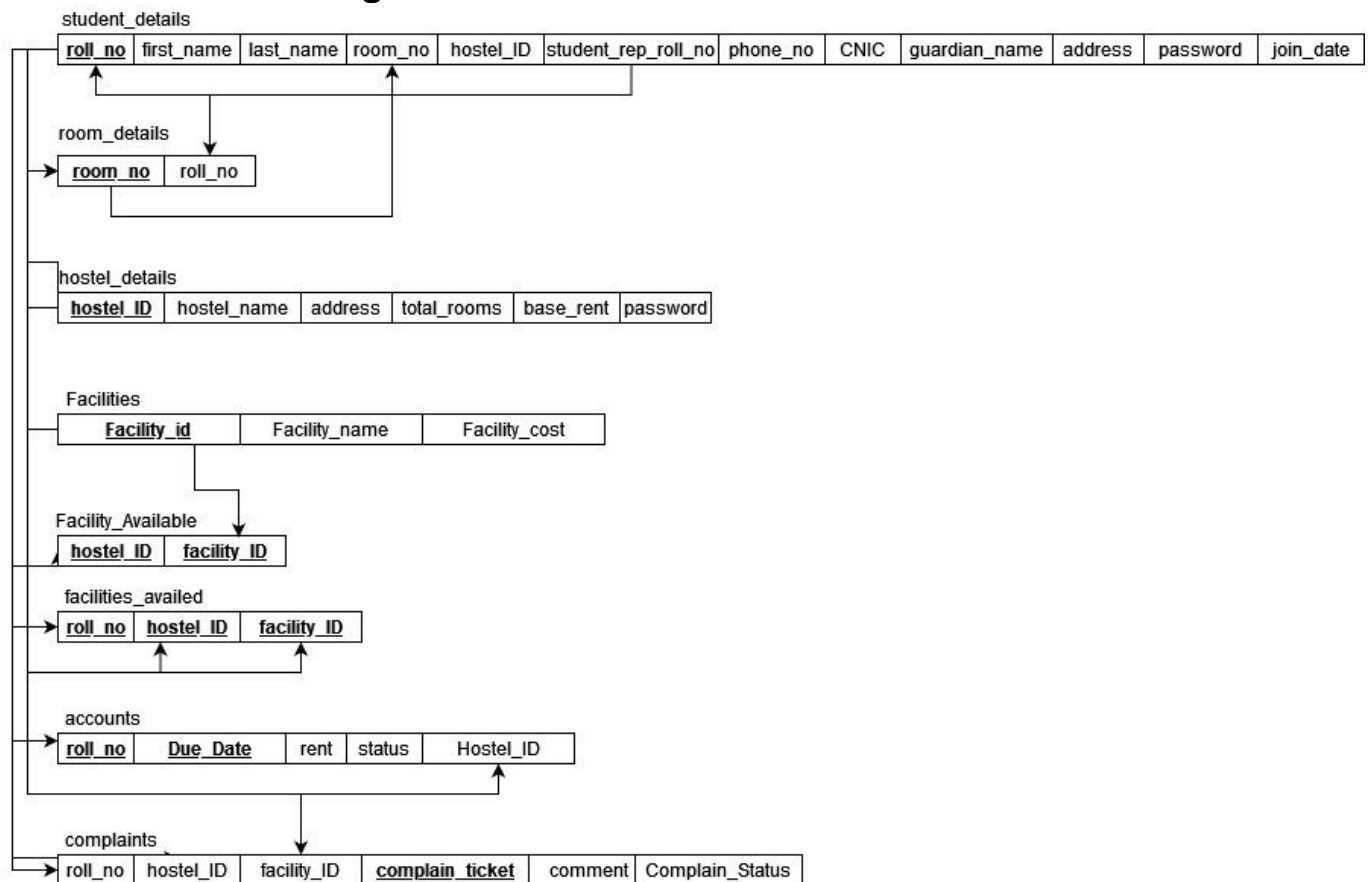 student_details
roll_no first_name last_name room_no hostel_ID student_rep_roll_no phone_no CNIC guardian_name address password join_date
room_details
room_no roll_no
hostel_details
hostel_ID hostel_name address total_rooms base_rent password
Facilities
Facility_id Facility_name Facility_cost
Facility_Available
hostel_ID facility_ID
facilities_availed
roll_no hostel_ID facility_ID
accounts
roll_no Due_Date rent status Hostel_ID
complaints
roll_no hostel_ID facility_ID complain_ticket comment Complain_Status